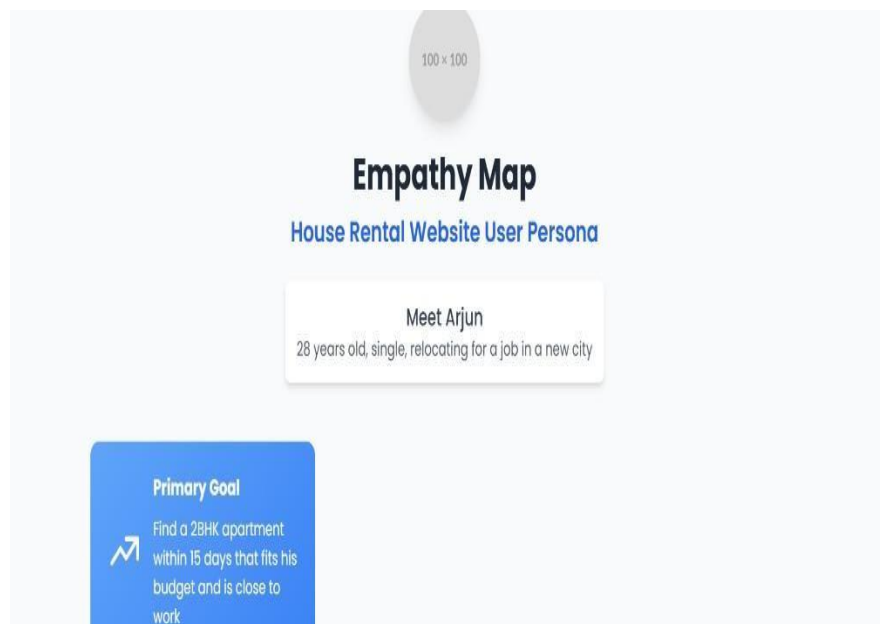 100 × 100
Empathy Map
House Rental Website User Persona
Meet Arjun
28 years old, single, relocating for a job in a new city
Primary Goal
Find a 2BHK apartment
within 15 days that fits his
budget and is close to
work